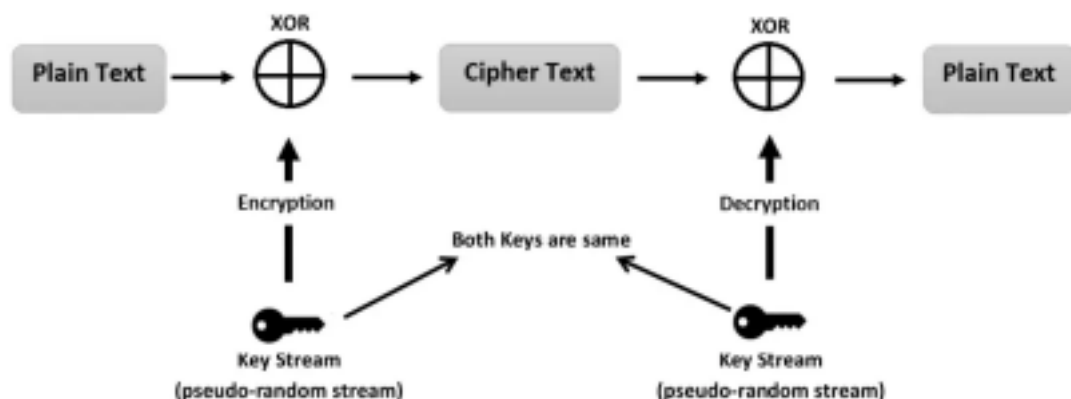 XOR
XOR
Plain Text
Cipher Text
Plain Text
Encryption
Decryption
Both Keys are same
Key Stream
(pseudo-random stream)
Key Stream
(pseudo-random stream)